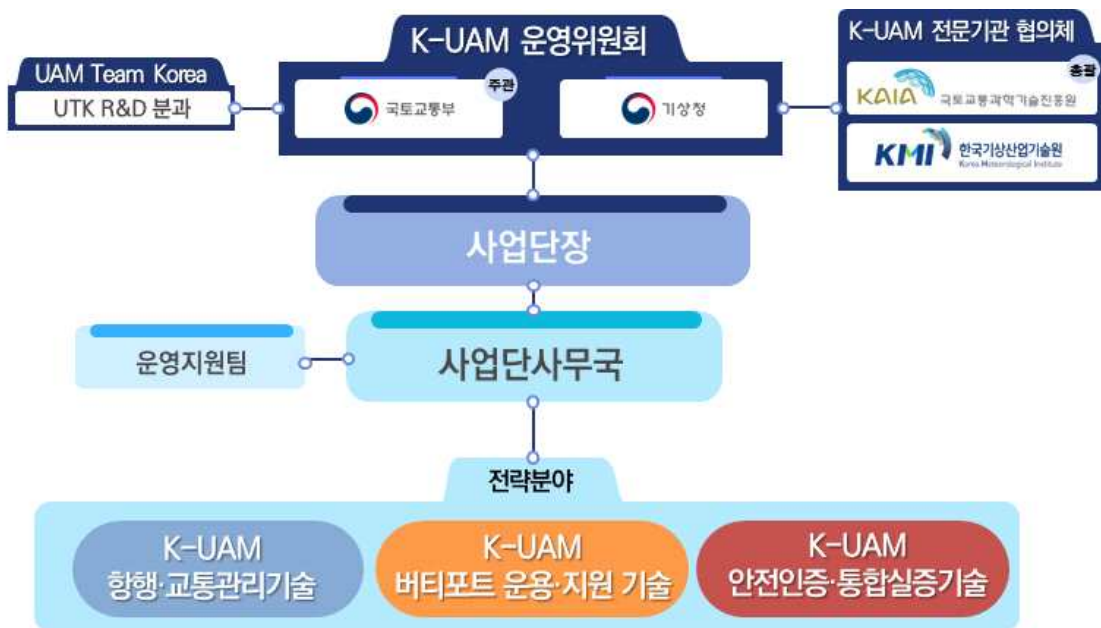 K-UAM 운영위원회
주관
국토교통부
기상청
UAM Team Korea
UTK R&D 분과
K-UAM 전문기관 협의체
총괄
KAIA 국토교통과학기술진흥원
KMI 한국기상산업기술원
Korea Meteorological Institute
사업단장
운영지원팀
사업단사무국
전략분야
K-UAM
항행·교통관리기술
K-UAM
버티포트 운용·지원 기술
K-UAM
안전인증·통합실증기술